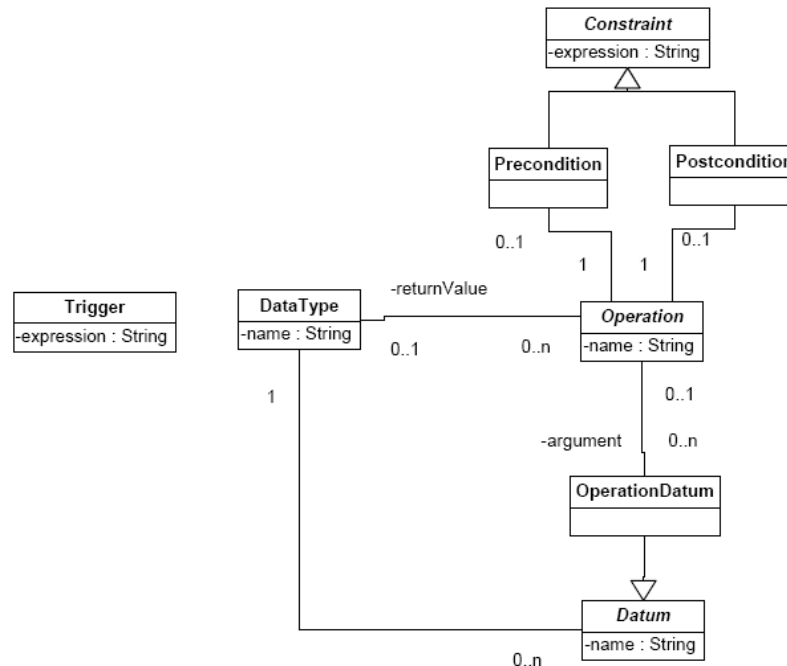 Constraint
-expression : String
Precondition
Postcondition
0..1
0..1
1
1
-returnValue
Trigger
-expression : String
DataType
-name : String
Operation
-name : String
0..1
0..n
1
0..1
-argument
0..n
OperationDatum
Datum
-name : String
0..n